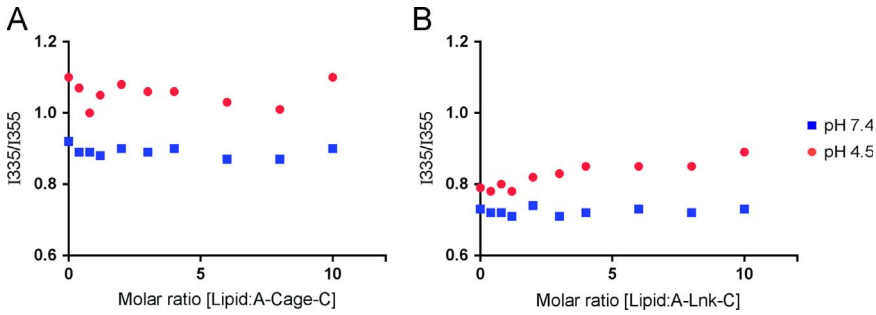 A
1.2
1.0
0.8
0.6
I335/I355
0
5
10
Molar ratio [Lipid:A-Cage-C]
B
1.2
1.0
0.8
0.6
I335/I355
0
5
10
Molar ratio [Lipid:A-Lnk-C]
pH 7.4
pH 4.5